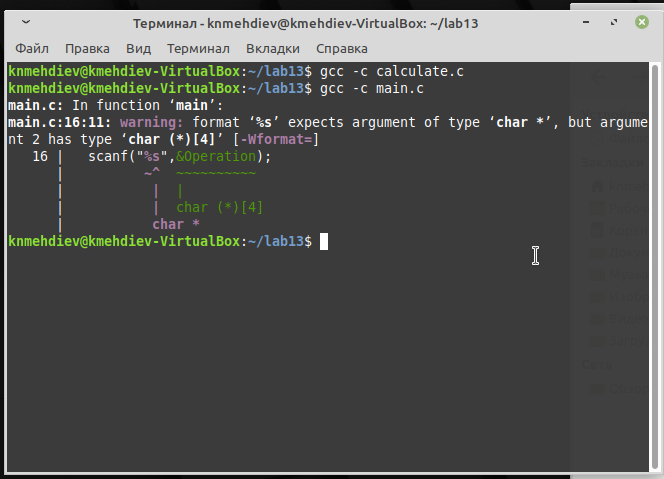 Терминал - knmehdiev@kmehdiev-VirtualBox: ~/lab13
Файл Правка Вид Терминал Вкладки Справка
knmehdiev@kmehdiev-VirtualBox:~/lab13$ gcc -c calculate.c
knmehdiev@kmehdiev-VirtualBox:~/lab13$ gcc -c main.c
main.c: In function ‘main’:
main.c:16:11: warning: format ‘%s’ expects argument of type ‘char *’, but argume
nt 2 has type ‘char (*)[4]’ [-Wformat=]
   16 |   scanf("%s",&Operation);
      |          ~^  ~~~~~~~~~~
      |           |  |
      |           |  char (*)[4]
      |           char *
knmehdiev@kmehdiev-VirtualBox:~/lab13$
Сеть